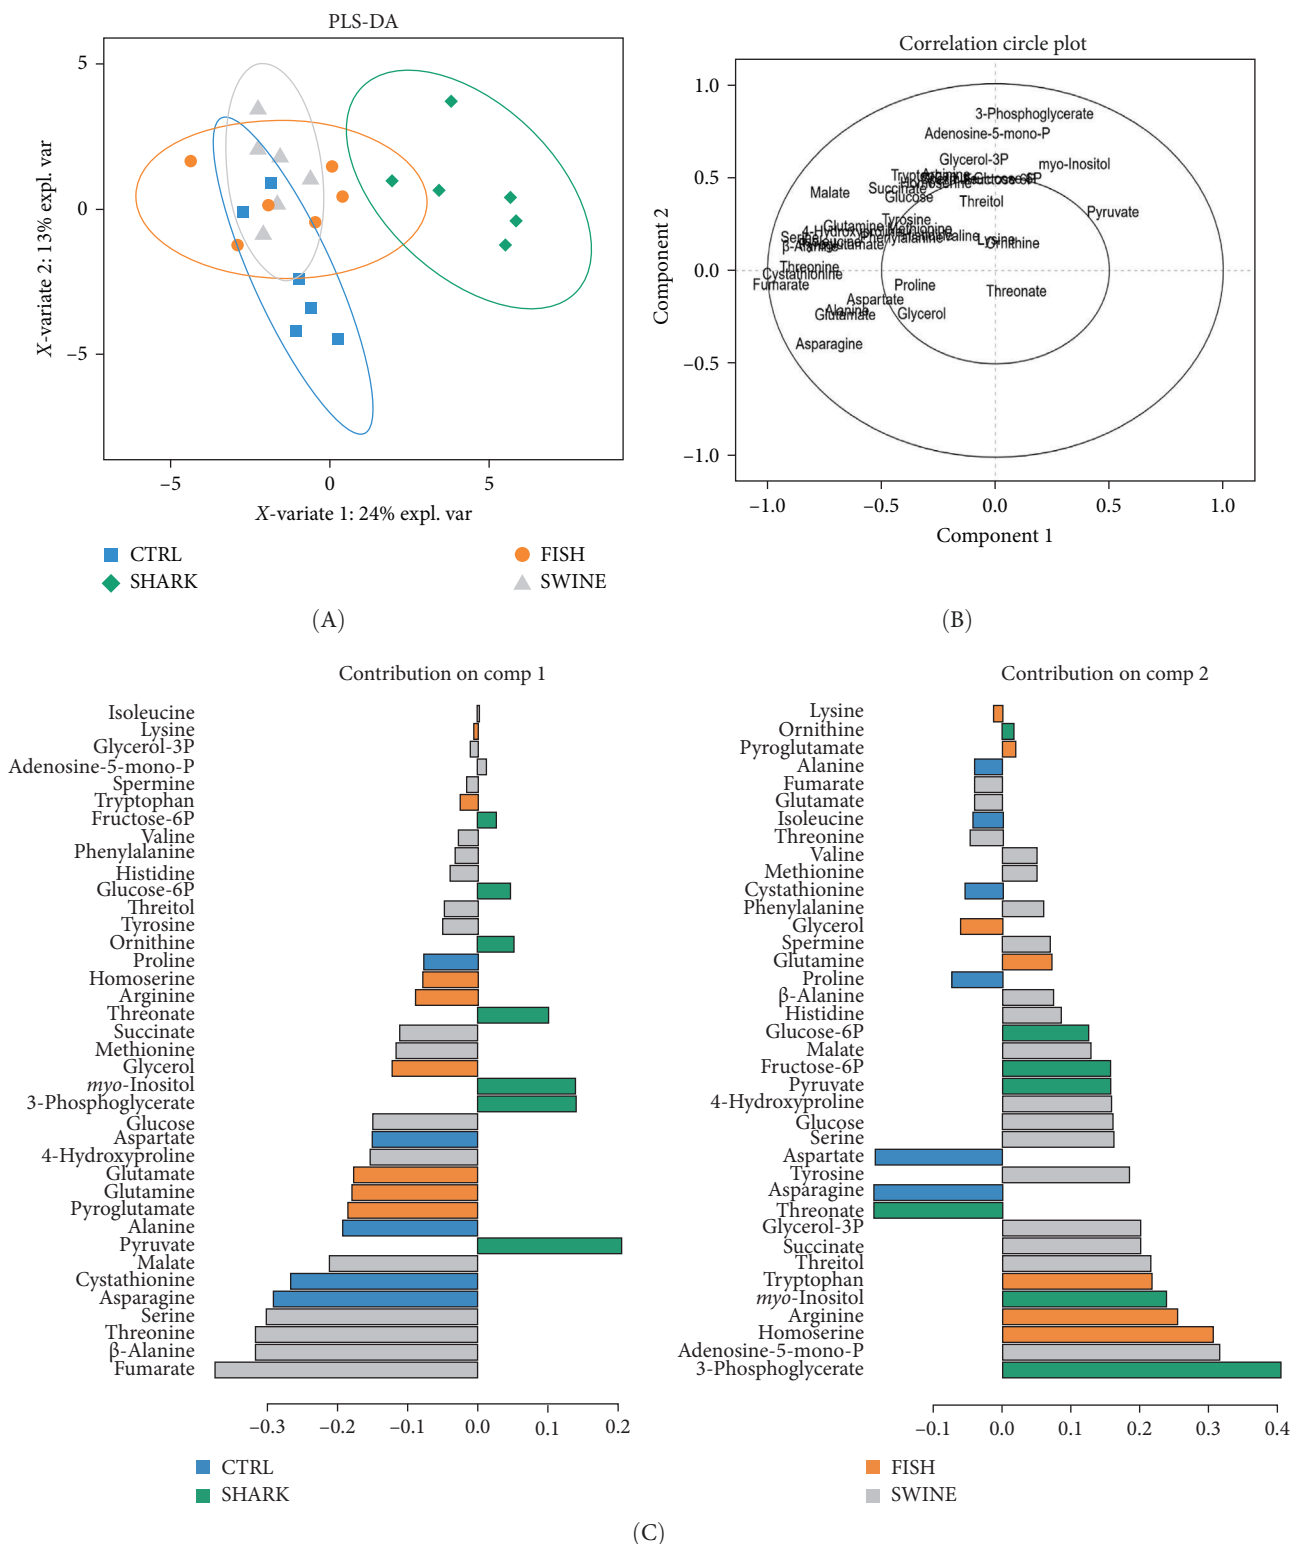 PLS-DA
5
0
−5
X-variate 2: 13% expl. var
−5
0
5
X-variate 1: 24% expl. var
CTRL
FISH
SHARK
SWINE
(A)
Correlation circle plot
1.0
0.5
0.0
−0.5
−1.0
Component 2
3-Phosphoglycerate
Adenosine-5-mono-P
Glycerol-3P
myo-Inositol
Malate
Succinate
Glucose
Threitol
Pyruvate
Tyrosine
Glutamine
Methionine
4-Hydroxyproline
Phenylalanine
Lysine
Ornithine
β-Alanine
Threonine
Cystathionine
Fumarate
Proline
Threonate
Aspartate
Alanine
Glutamate
Glycerol
Asparagine
−1.0
−0.5
0.0
0.5
1.0
Component 1
(B)
Contribution on comp 1
Isoleucine
Lysine
Glycerol-3P
Adenosine-5-mono-P
Spermine
Tryptophan
Fructose-6P
Valine
Phenylalanine
Histidine
Glucose-6P
Threitol
Tyrosine
Ornithine
Proline
Homoserine
Arginine
Threonate
Succinate
Methionine
Glycerol
myo-Inositol
3-Phosphoglycerate
Glucose
Aspartate
4-Hydroxyproline
Glutamate
Glutamine
Pyroglutamate
Alanine
Pyruvate
Malate
Cystathionine
Asparagine
Serine
Threonine
β-Alanine
Fumarate
−0.3
−0.2
−0.1
0.0
0.1
0.2
CTRL
SHARK
Contribution on comp 2
Lysine
Ornithine
Pyroglutamate
Alanine
Fumarate
Glutamate
Isoleucine
Threonine
Valine
Methionine
Cystathionine
Phenylalanine
Glycerol
Spermine
Glutamine
Proline
β-Alanine
Histidine
Glucose-6P
Malate
Fructose-6P
Pyruvate
4-Hydroxyproline
Glucose
Serine
Aspartate
Tyrosine
Asparagine
Threonate
Glycerol-3P
Succinate
Threitol
Tryptophan
myo-Inositol
Arginine
Homoserine
Adenosine-5-mono-P
3-Phosphoglycerate
−0.1
0.0
0.1
0.2
0.3
0.4
FISH
SWINE
(C)